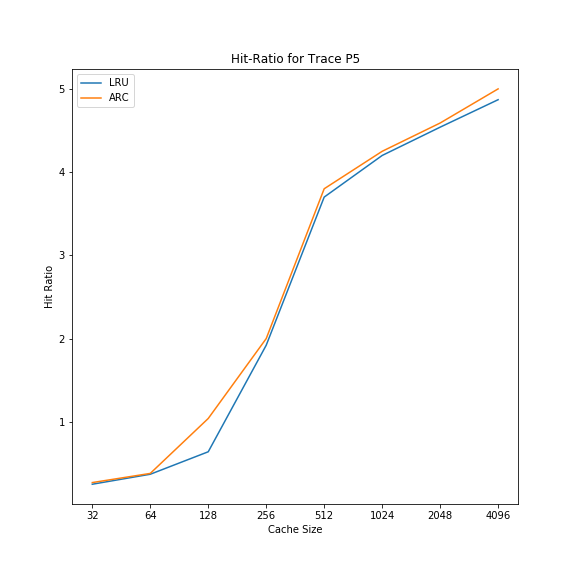 Hit-Ratio for Trace P5
LRU
ARC
Hit Ratio
5
4
3
2
1
32 64 128 256 512 1024 2048 4096
Cache Size